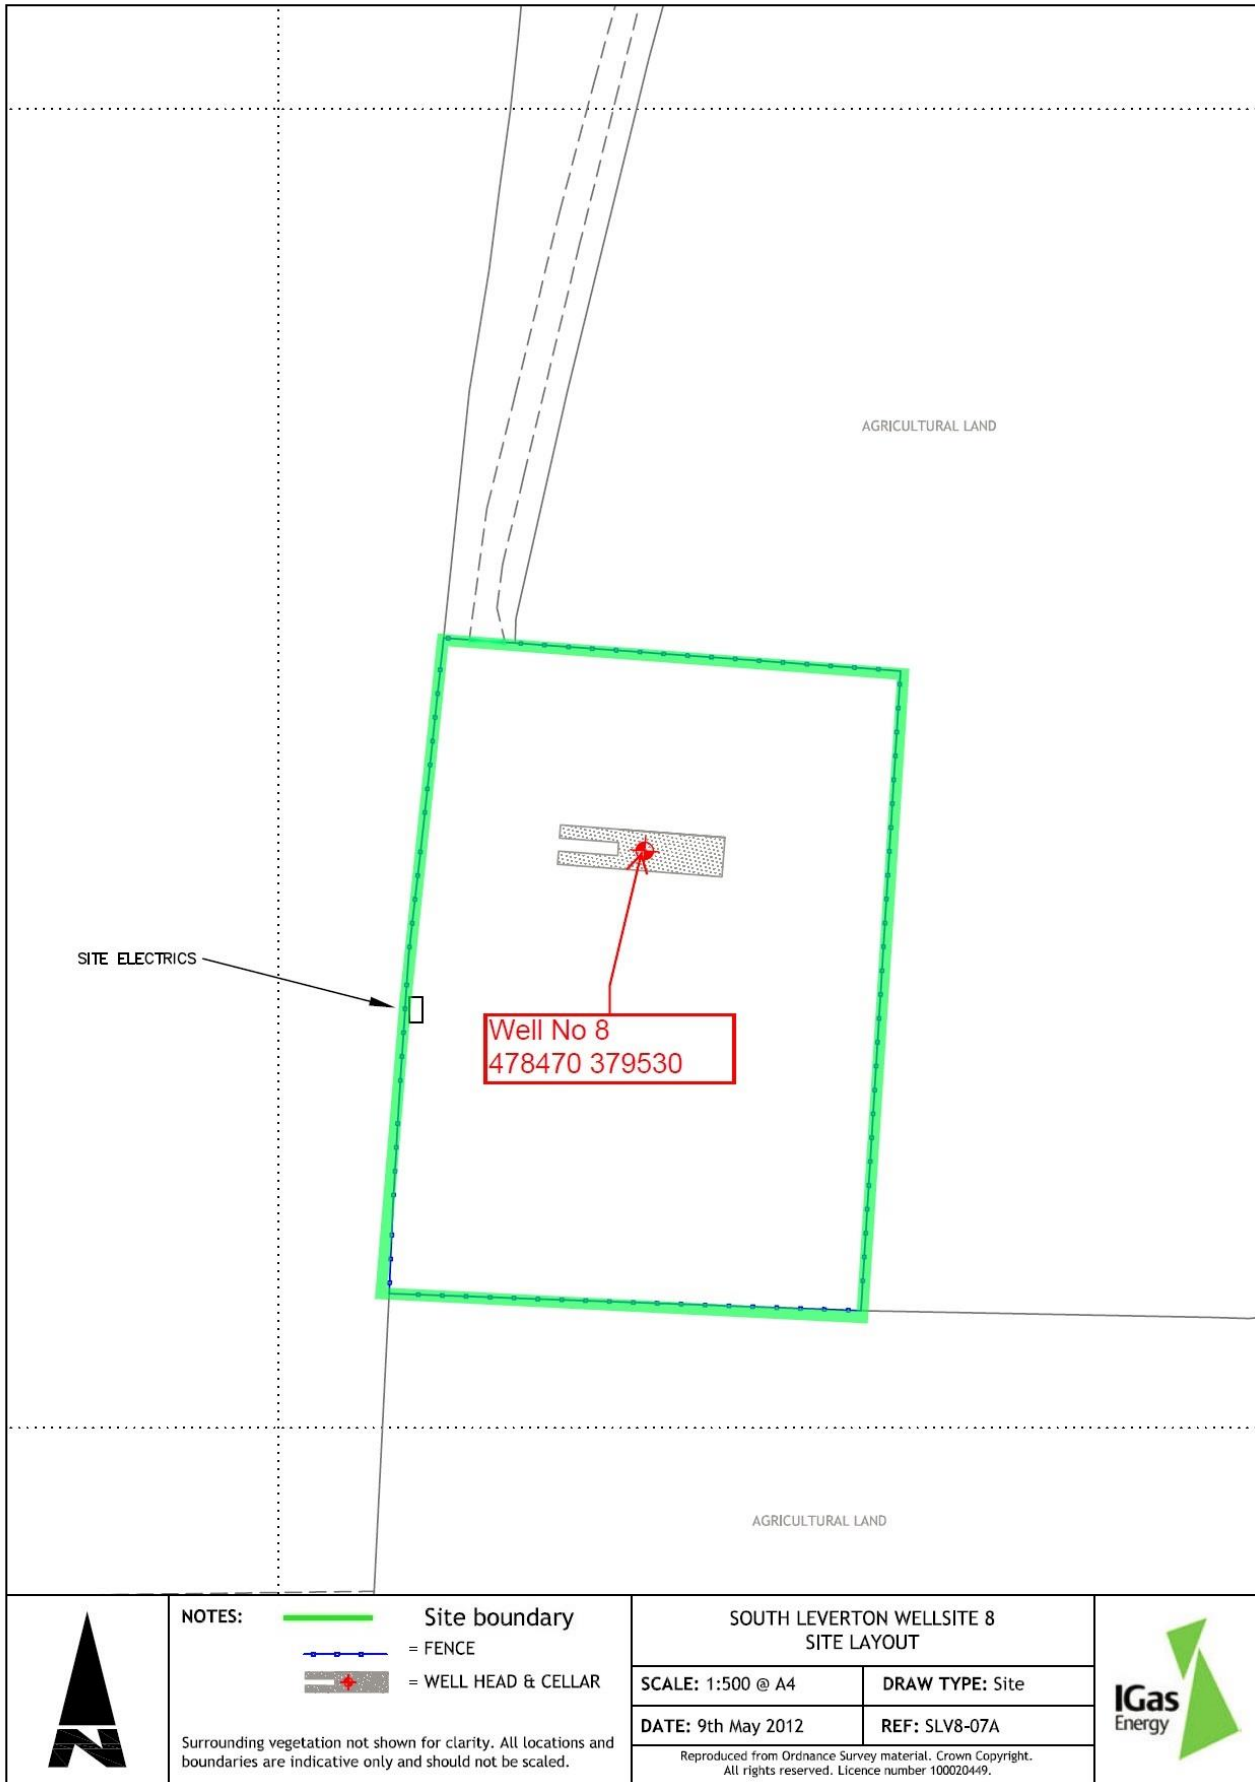 AGRICULTURAL LAND
SITE ELECTRICS
Well No 8
478470 379530
AGRICULTURAL LAND
N
NOTES:
Site boundary
= FENCE
= WELL HEAD & CELLAR
Surrounding vegetation not shown for clarity. All locations and
boundaries are indicative only and should not be scaled.
SOUTH LEVERTON WELLSITE 8
SITE LAYOUT
SCALE: 1:500 @ A4
DRAW TYPE: Site
DATE: 9th May 2012
REF: SLV8-07A
Reproduced from Ordnance Survey material. Crown Copyright.
All rights reserved. Licence number 100020449.
IGas
Energy